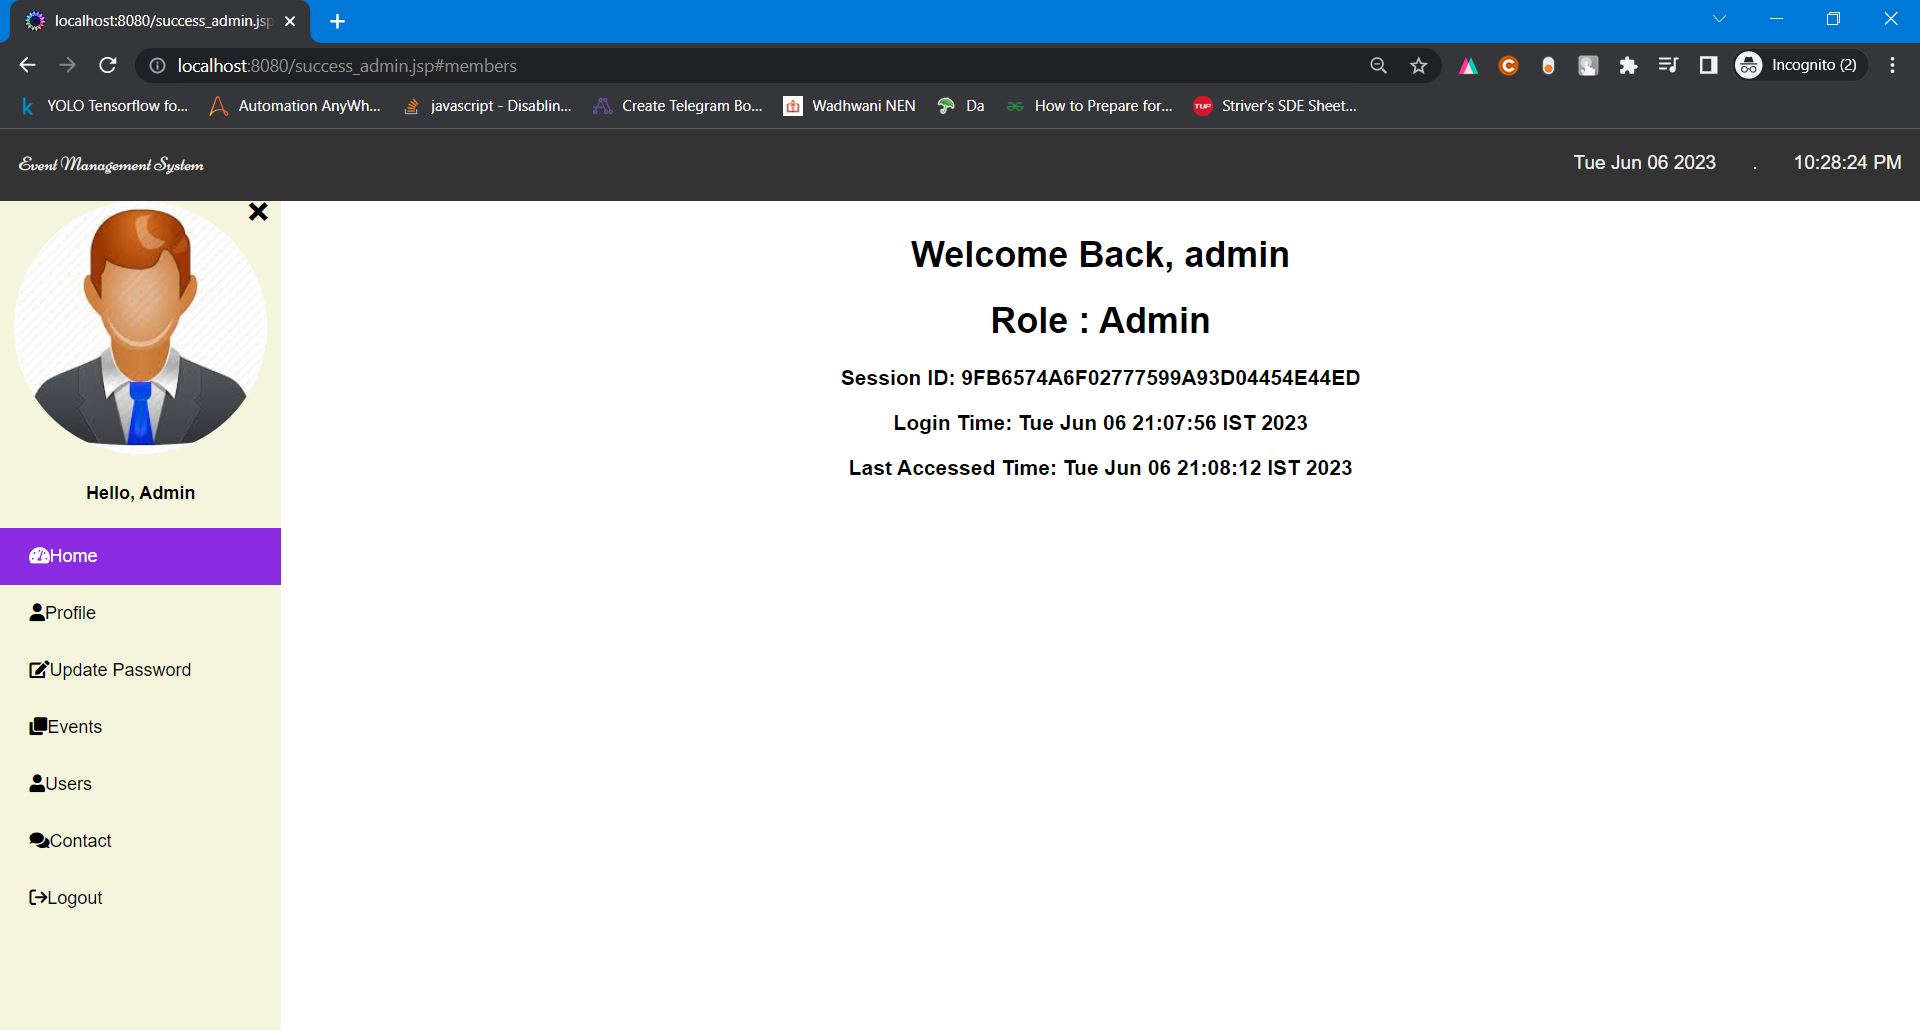 localhost:8080/success_admin.jsp
localhost:8080/success_admin.jsp#members
Incognito (2)
YOLO Tensorflow fo... Automation AnyWh... javascript - Disablin... Create Telegram Bo... Wadhwani NEN Da How to Prepare for... TUF Striver's SDE Sheet...
Event Management System
Tue Jun 06 2023 . 10:28:24 PM
Welcome Back, admin
Role : Admin
Session ID: 9FB6574A6F02777599A93D04454E44ED
Login Time: Tue Jun 06 21:07:56 IST 2023
Last Accessed Time: Tue Jun 06 21:08:12 IST 2023
Hello, Admin
Home
Profile
Update Password
Events
Users
Contact
Logout